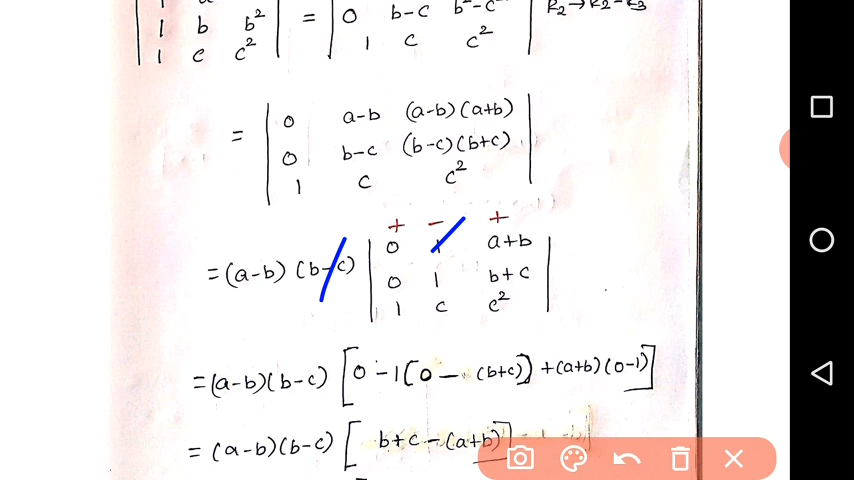 1 a
1 b b² = 0 b-c b²-c² R₂→R₂-R₃
1 c c² 1 c c²
0 a-b (a-b)(a+b)
= 0 b-c (b-c)(b+c)
1 c c²
+ - +
0 1 a+b
= (a-b) (b-c) 0 1 b+c
1 c c²
= (a-b)(b-c) [0 -1(0 - (b+c)) + (a+b)(0-1)]
= (a-b)(b-c) [ b+c - (a+b)]